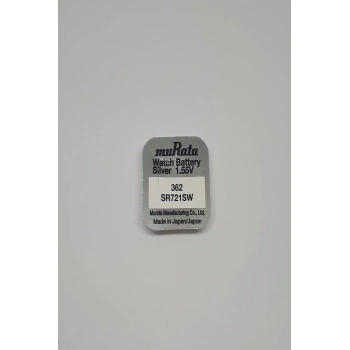 muRata
Watch Battery
Silver 1.55V
362
SR721SW
Murata Manufacturing Co., Ltd.
Made in Japan/Japon